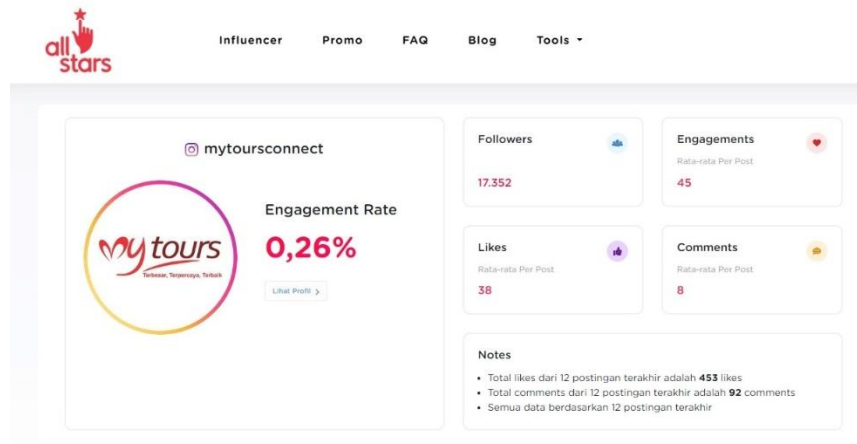 all
stars
Influencer Promo FAQ Blog Tools
mytoursconnect
my tours
Terbesar, Terpercaya, Terbaik
Engagement Rate
0,26%
Lihat Profil >
Followers
17.352
Engagements
Rata-rata Per Post
45
Likes
Rata-rata Per Post
38
Comments
Rata-rata Per Post
8
Notes
• Total likes dari 12 postingan terakhir adalah 453 likes
• Total comments dari 12 postingan terakhir adalah 92 comments
• Semua data berdasarkan 12 postingan terakhir